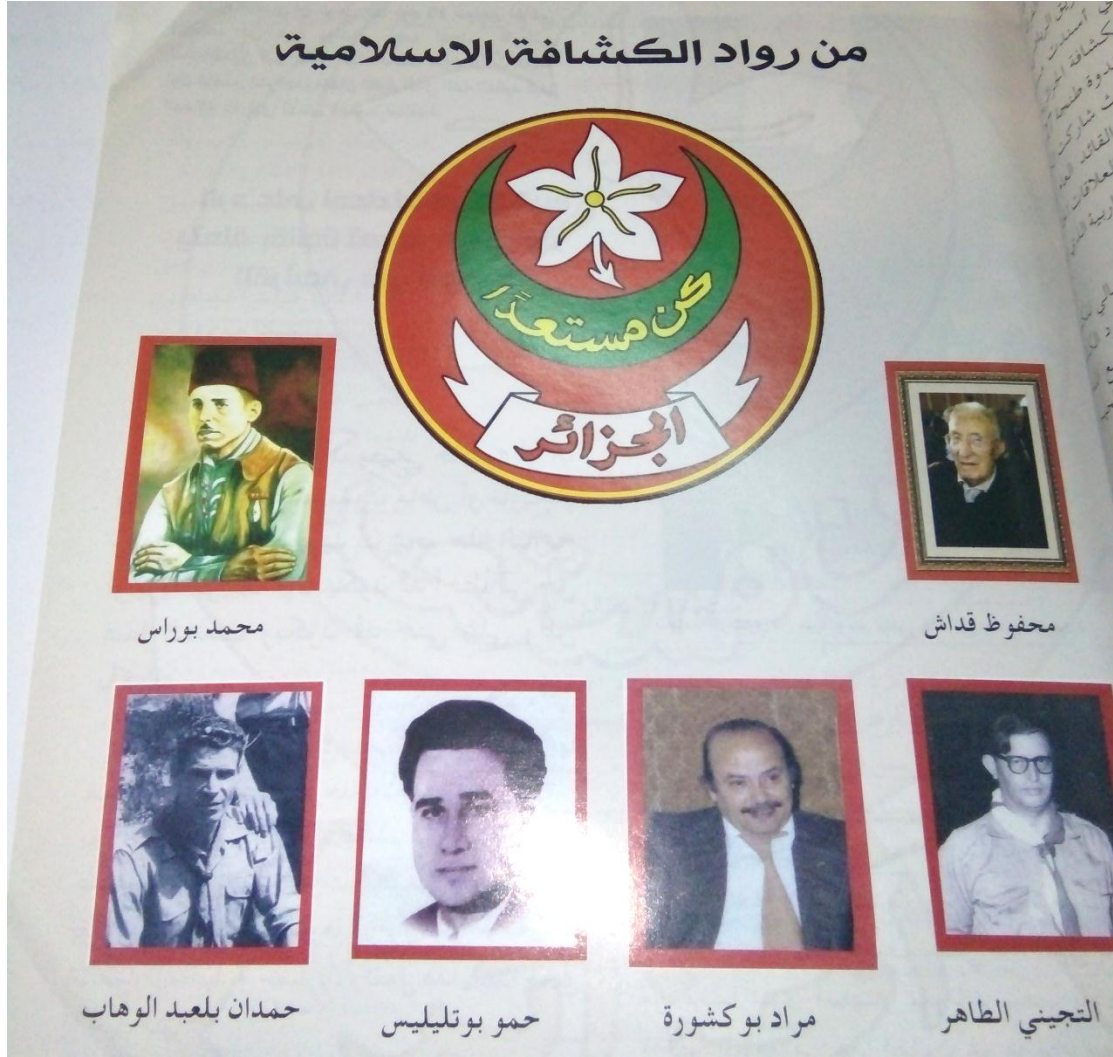 من رواد الكشافة الاسلامية
كن مستعدًا
الجزائر
محفوظ قداش
محمد بوراس
التجيني الطاهر
مراد بوكشورة
حمو بوتليليس
حمدان بلعبد الوهاب